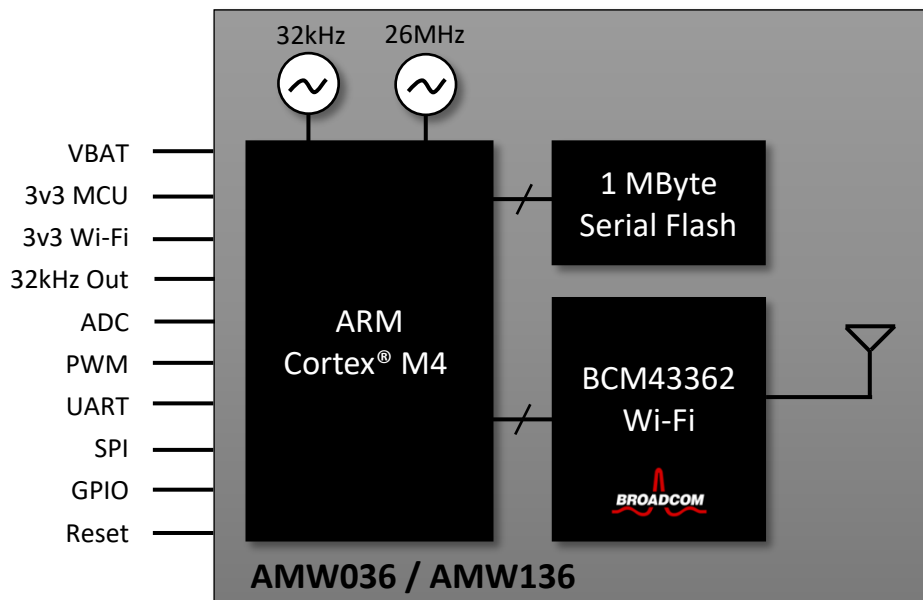 32kHz
26MHz
VBAT
3v3 MCU
3v3 Wi-Fi
32kHz Out
ADC
PWM
UART
SPI
GPIO
Reset
ARM
Cortex® M4
1 MByte
Serial Flash
BCM43362
Wi-Fi
BROADCOM
AMW036 / AMW136